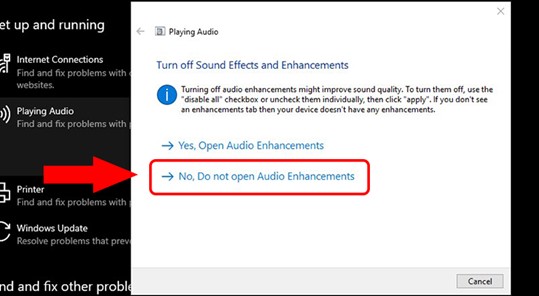 et up and running
Internet Connections
Find and fix problems with
websites.
Playing Audio
Find and fix problems with
Printer
Find and fix problems with
Windows Update
Resolve problems that preve
nd and fix other proble
Playing Audio
Turn off Sound Effects and Enhancements
Turning off audio enhancements might improve sound quality. To turn them off, use the
"disable all" checkbox or uncheck them individually, then click "apply". If you don't see
an enhancements tab then your device doesn't have any enhancements.
Yes, Open Audio Enhancements
No, Do not open Audio Enhancements
Cancel